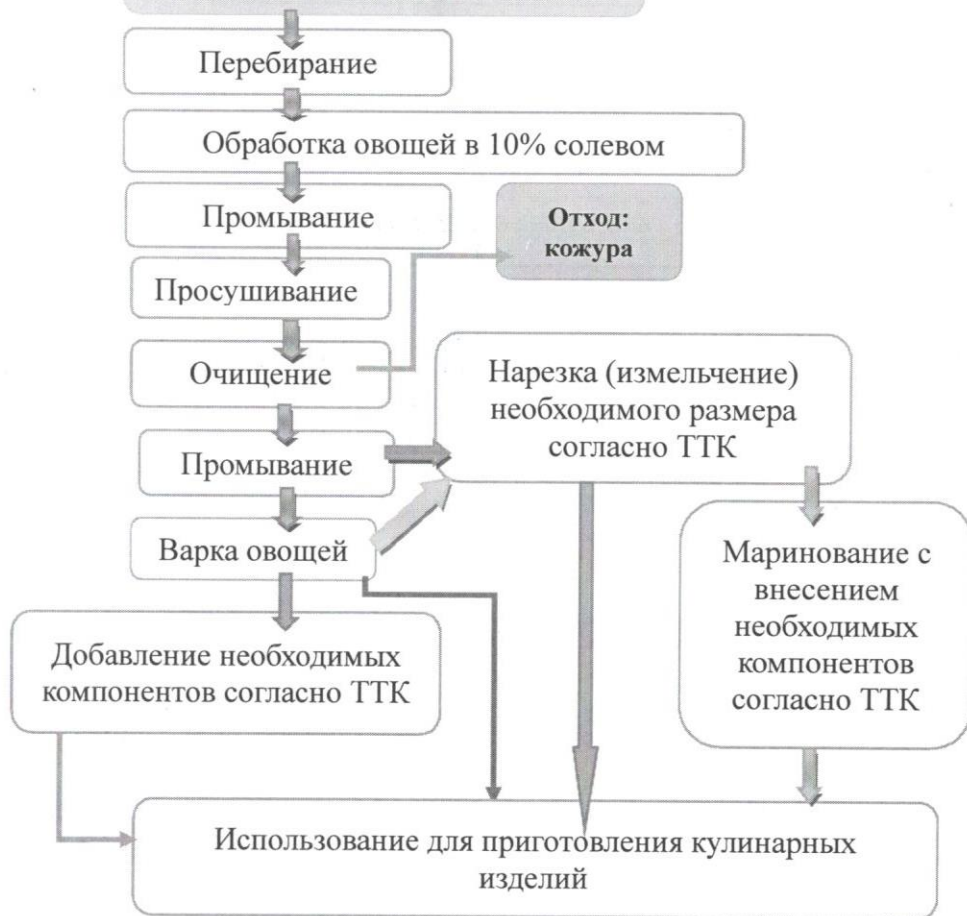 Перебирание
Обработка овощей в 10% солевом
Промывание
Отход:
кожура
Просушивание
Очищение
Нарезка (измельчение)
необходимого размера
согласно ТТК
Промывание
Варка овощей
Маринование с
внесением
необходимых
компонентов
согласно ТТК
Добавление необходимых
компонентов согласно ТТК
Использование для приготовления кулинарных
изделий